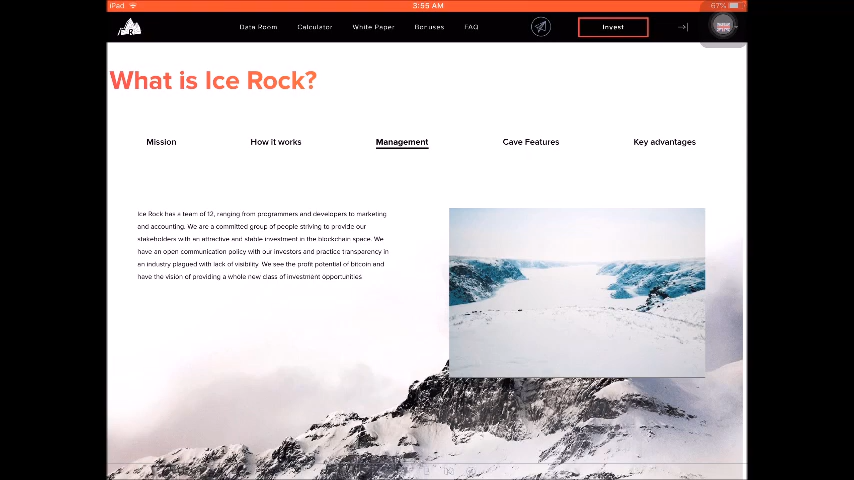 iPad
3:55 AM
67%
Data Room
Calculator
White Paper
Bonuses
FAQ
Invest
What is Ice Rock?
Mission
How it works
Management
Cave Features
Key advantages
Ice Rock has a team of 12, ranging from programmers and developers to marketing
and accounting. We are a committed group of people striving to provide our
stakeholders with an attractive and stable investment in the blockchain space. We
have an open communication policy with our investors and practice transparency in
an industry plagued with lack of visibility. We see the profit potential of bitcoin and
have the vision of providing a whole new class of investment opportunities